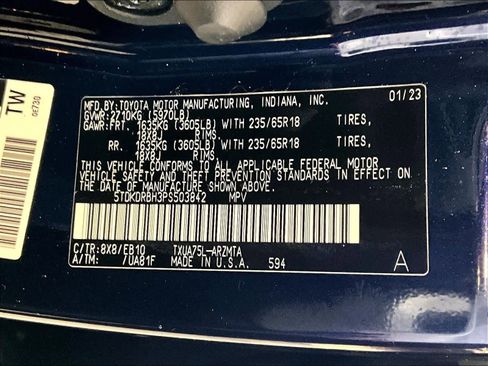 TW
0E730
MFD. BY: TOYOTA MOTOR MANUFACTURING, INDIANA, INC. 01/23
GVWR: 2710KG (5970LB)
GAWR: FRT. 1635KG (3605LB) WITH 235/65R18 TIRES,
18X8J RIMS,
RR. 1635KG (3605LB) WITH 235/65R18 TIRES,
18X8J RIMS
THIS VEHICLE CONFORMS TO ALL APPLICABLE FEDERAL MOTOR
VEHICLE SAFETY AND THEFT PREVENTION STANDARDS IN
EFFECT ON THE DATE OF MANUFACTURE SHOWN ABOVE.
5TDKDRBH3PS503842 MPV
C/TR: 8X8/EB10 TXUA75L-ARZMTA
A/TM: /UA81F MADE IN U.S.A. 594 A